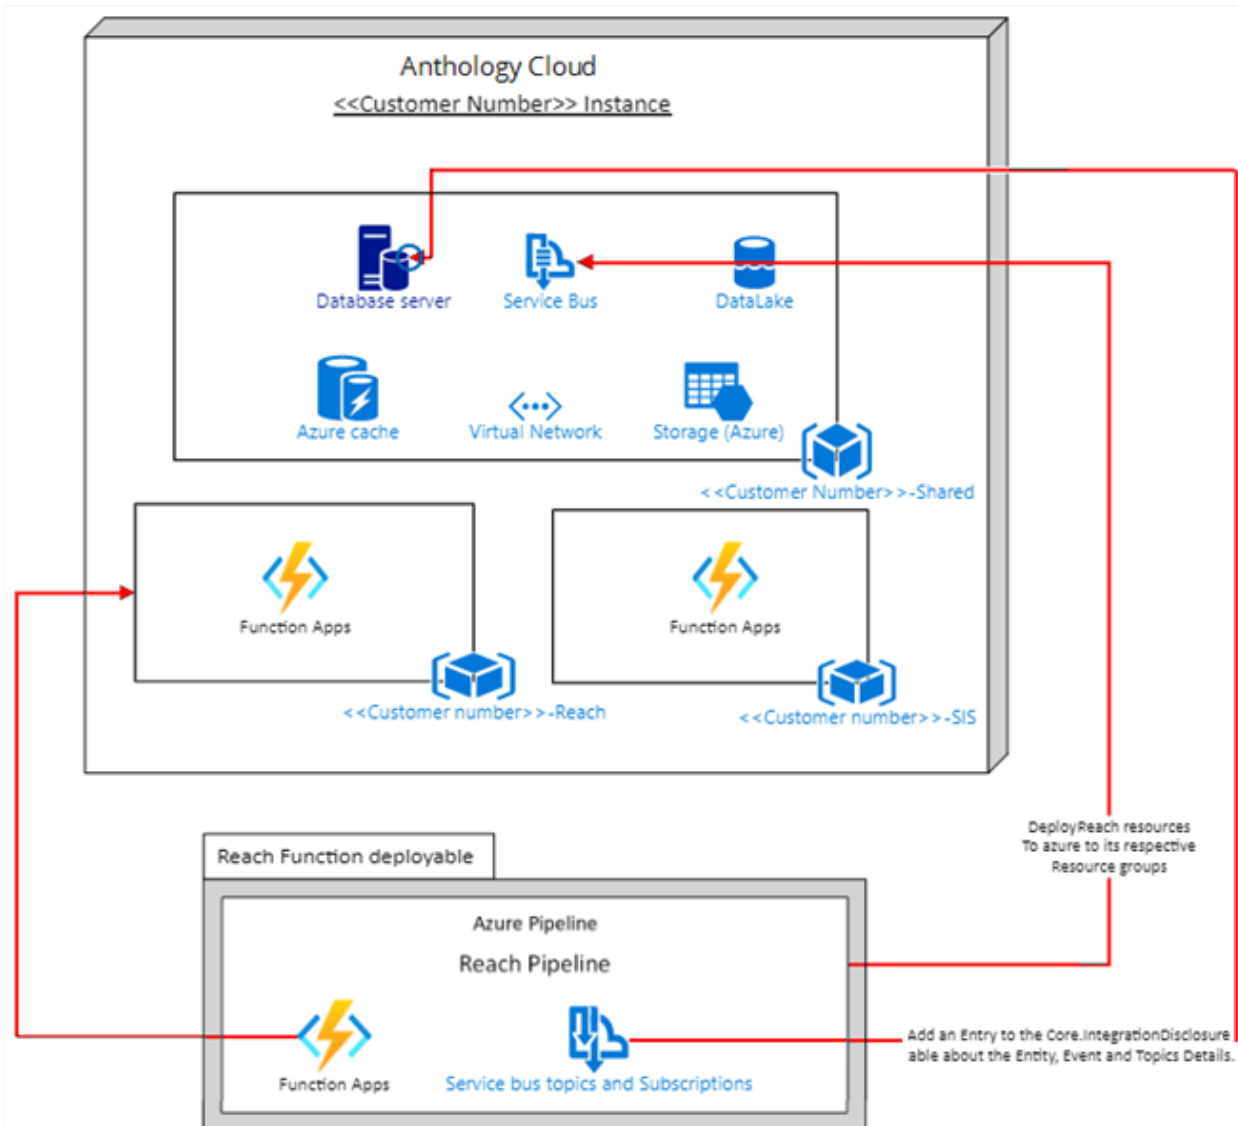 Anthology Cloud
<<Customer Number>> Instance
Database server
Service Bus
DataLake
Azure cache
Virtual Network
Storage (Azure)
<<Customer Number>>-Shared
Function Apps
Function Apps
<<Customer number>>-Reach
<<Customer number>>-SIS
DeployReach resources
To azure to its respective
Resource groups
Reach Function deployable
Azure Pipeline
Reach Pipeline
Add an Entry to the Core.IntegrationDisclosure
able about the Entity, Event and Topics Details.
Function Apps
Service bus topics and Subscriptions